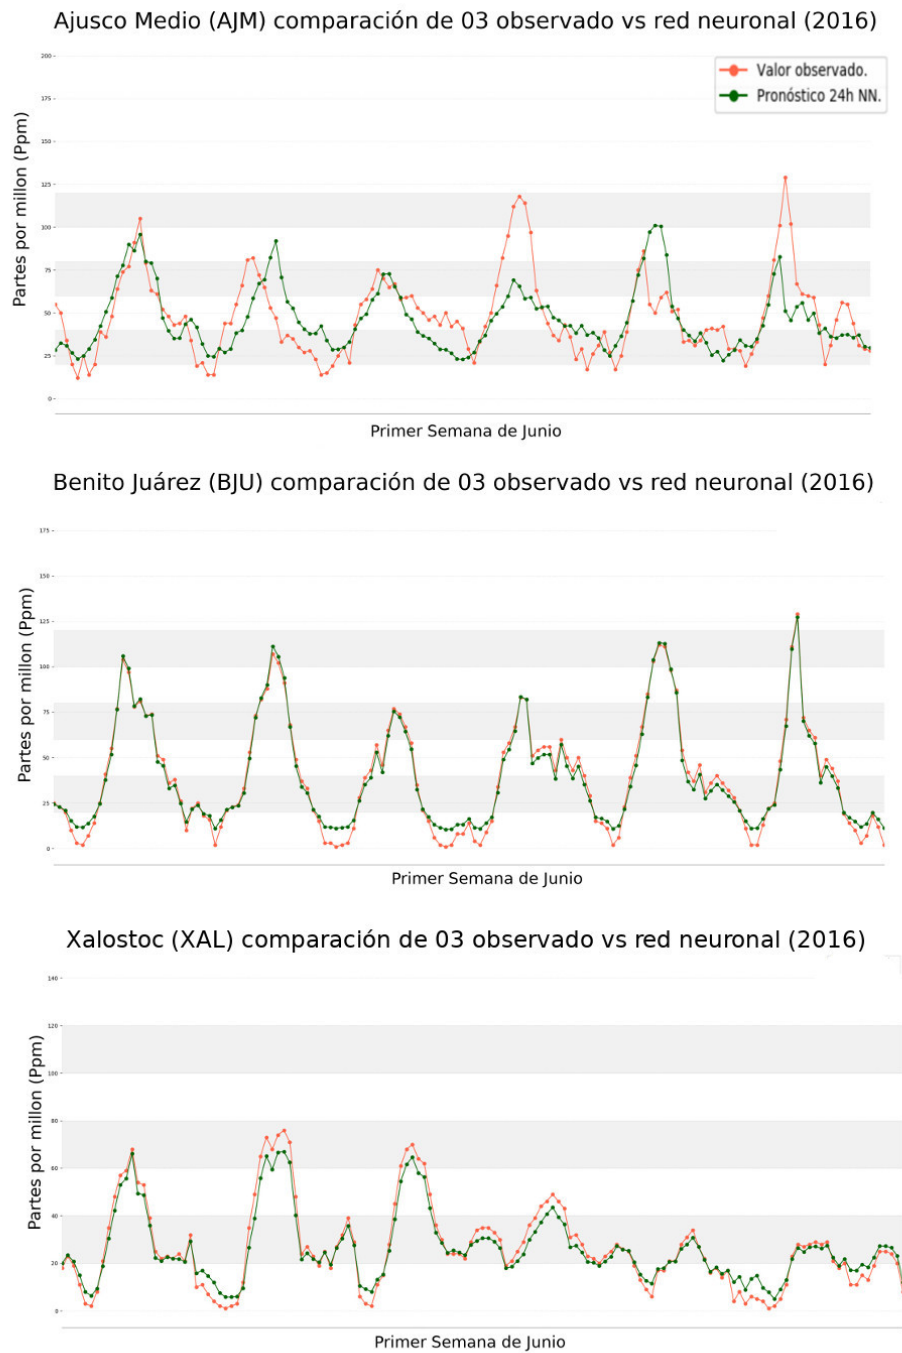 Ajusco Medio (AJM) comparación de 03 observado vs red neuronal (2016)
Valor observado.
Pronóstico 24h NN.
Partes por millon (Ppm)
200
175
150
125
100
75
50
25
0
Primer Semana de Junio
Benito Juárez (BJU) comparación de 03 observado vs red neuronal (2016)
Partes por millon (Ppm)
175
150
125
100
75
50
25
0
Primer Semana de Junio
Xalostoc (XAL) comparación de 03 observado vs red neuronal (2016)
Partes por millon (Ppm)
140
120
100
80
60
40
20
0
Primer Semana de Junio